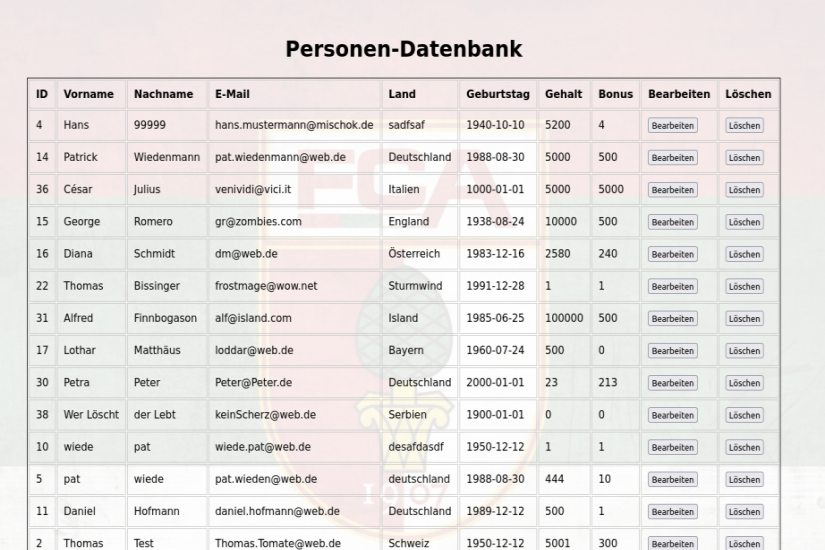 Personen-Datenbank
ID Vorname Nachname E-Mail Land Geburtstag Gehalt Bonus Bearbeiten Löschen
4 Hans 99999 hans.mustermann@mischok.de sadfsaf 1940-10-10 5200 4 Bearbeiten Löschen
14 Patrick Wiedenmann pat.wiedenmann@web.de Deutschland 1988-08-30 5000 500 Bearbeiten Löschen
36 César Julius venividi@vici.it Italien 1000-01-01 5000 5000 Bearbeiten Löschen
15 George Romero gr@zombies.com England 1938-08-24 10000 500 Bearbeiten Löschen
16 Diana Schmidt dm@web.de Österreich 1983-12-16 2580 240 Bearbeiten Löschen
22 Thomas Bissinger frostmage@wow.net Sturmwind 1991-12-28 1 1 Bearbeiten Löschen
31 Alfred Finnbogason alf@island.com Island 1985-06-25 100000 500 Bearbeiten Löschen
17 Lothar Matthäus loddar@web.de Bayern 1960-07-24 500 0 Bearbeiten Löschen
30 Petra Peter Peter@Peter.de Deutschland 2000-01-01 23 213 Bearbeiten Löschen
38 Wer Löscht der Lebt keinScherz@web.de Serbien 1900-01-01 0 0 Bearbeiten Löschen
10 wiede pat wiede.pat@web.de desafdasdf 1950-12-12 1 1 Bearbeiten Löschen
5 pat wiede pat.wieden@web.de deutschland 1988-08-30 444 10 Bearbeiten Löschen
11 Daniel Hofmann daniel.hofmann@web.de Deutschland 1989-12-12 500 1 Bearbeiten Löschen
2 Thomas Test Thomas.Tomate@web.de Schweiz 1950-12-12 5001 300 Bearbeiten Löschen
FCA
1907